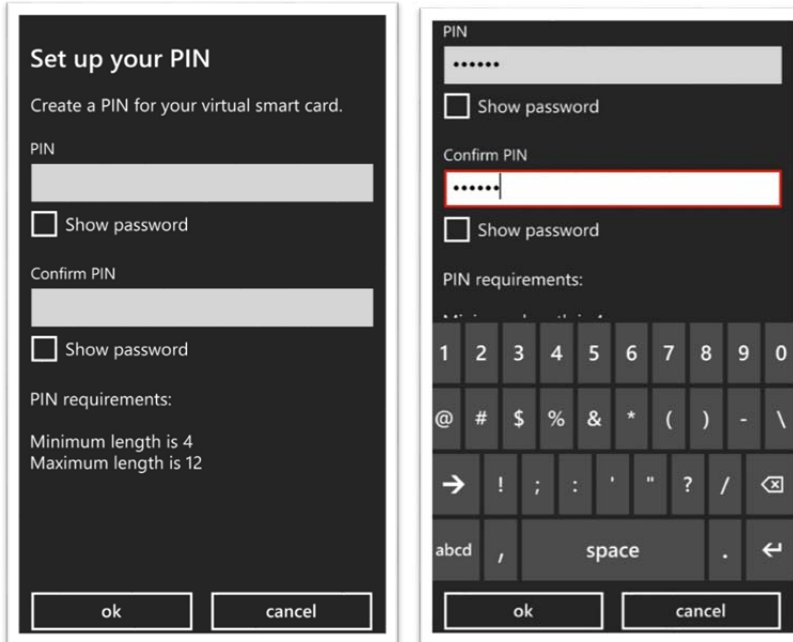 Set up your PIN
Create a PIN for your virtual smart card.
PIN
Show password
Confirm PIN
Show password
PIN requirements:
Minimum length is 4
Maximum length is 12
ok cancel
PIN
••••••
Show password
Confirm PIN
••••••
Show password
PIN requirements:
1 2 3 4 5 6 7 8 9 0
@ # $ % & * ( ) - \
→ ! ; : ' " ? /
abcd , space .
ok cancel